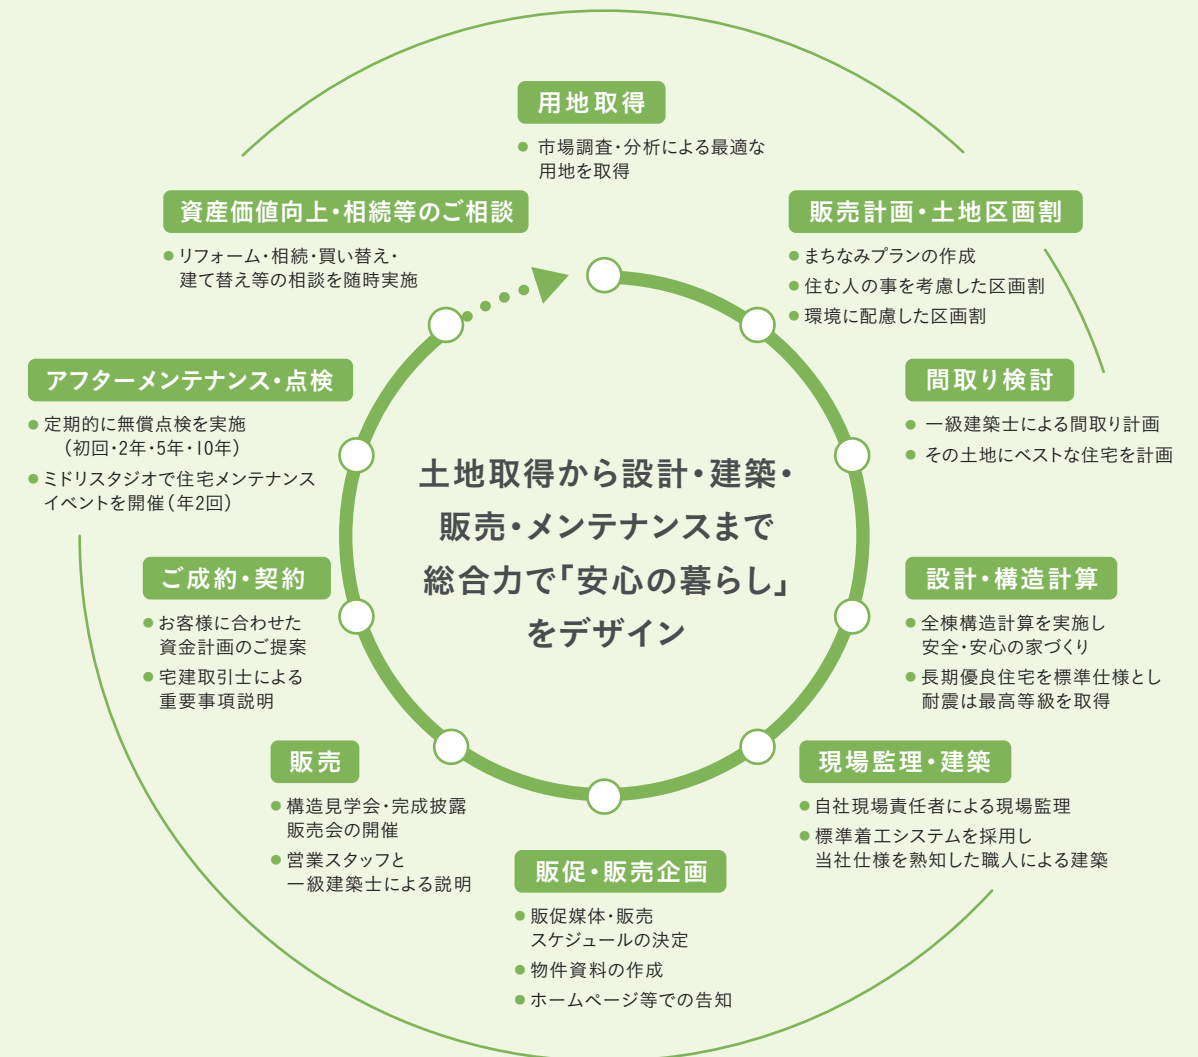 用地取得
● 市場調査・分析による最適な
用地を取得
販売計画・土地区画割
● まちなみプランの作成
● 住む人の事を考慮した区画割
● 環境に配慮した区画割
間取り検討
● 一級建築士による間取り計画
● その土地にベストな住宅を計画
設計・構造計算
● 全棟構造計算を実施し
安全・安心の家づくり
● 長期優良住宅を標準仕様とし
耐震は最高等級を取得
現場監理・建築
● 自社現場責任者による現場監理
● 標準着工システムを採用し
当社仕様を熟知した職人による建築
販促・販売企画
● 販促媒体・販売
スケジュールの決定
● 物件資料の作成
● ホームページ等での告知
販売
● 構造見学会・完成披露
販売会の開催
● 営業スタッフと
一級建築士による説明
ご成約・契約
● お客様に合わせた
資金計画のご提案
● 宅建取引士による
重要事項説明
アフターメンテナンス・点検
● 定期的に無償点検を実施
（初回・2年・5年・10年）
● ミドリスタジオで住宅メンテナンス
イベントを開催（年2回）
資産価値向上・相続等のご相談
● リフォーム・相続・買い替え・
建て替え等の相談を随時実施
土地取得から設計・建築・
販売・メンテナンスまで
総合力で「安心の暮らし」
をデザイン